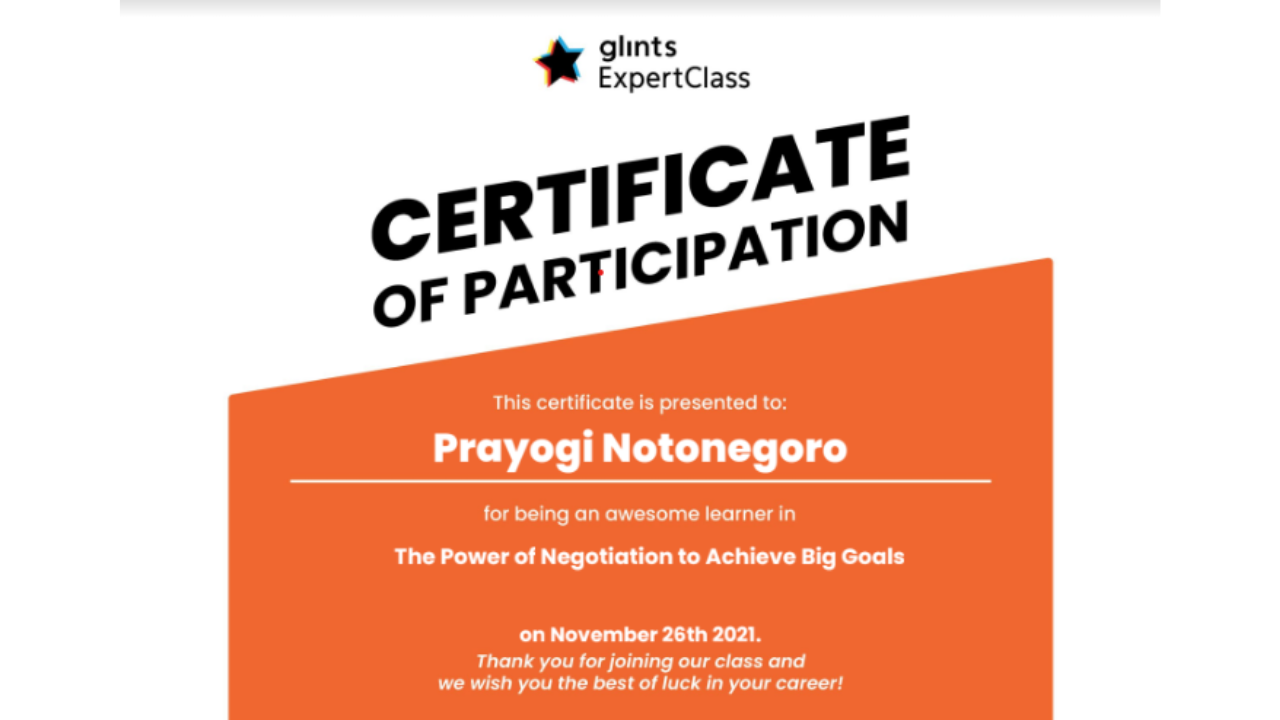 glints
ExpertClass
CERTIFICATE
OF PARTICIPATION
This certificate is presented to:
Prayogi Notonegoro
for being an awesome learner in
The Power of Negotiation to Achieve Big Goals
on November 26th 2021.
Thank you for joining our class and
we wish you the best of luck in your career!